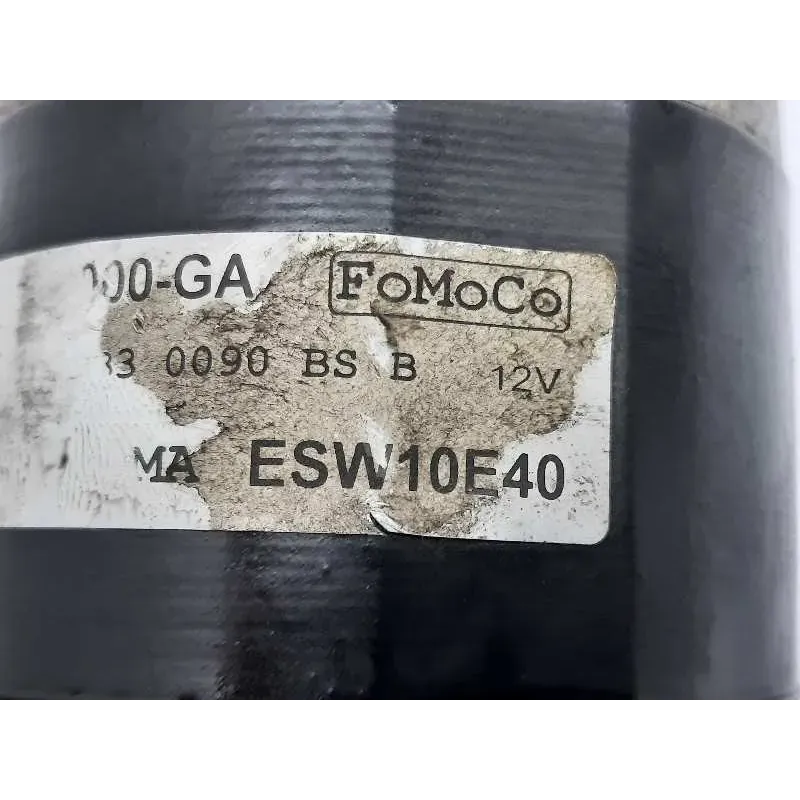 00-GA FoMoCo
33 0090 BS B 12V
MA ESW10E40